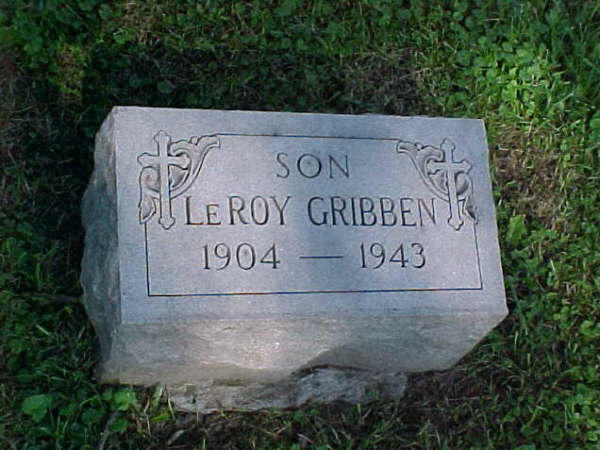 SON
LeROY GRIBBEN
1904 — 1943